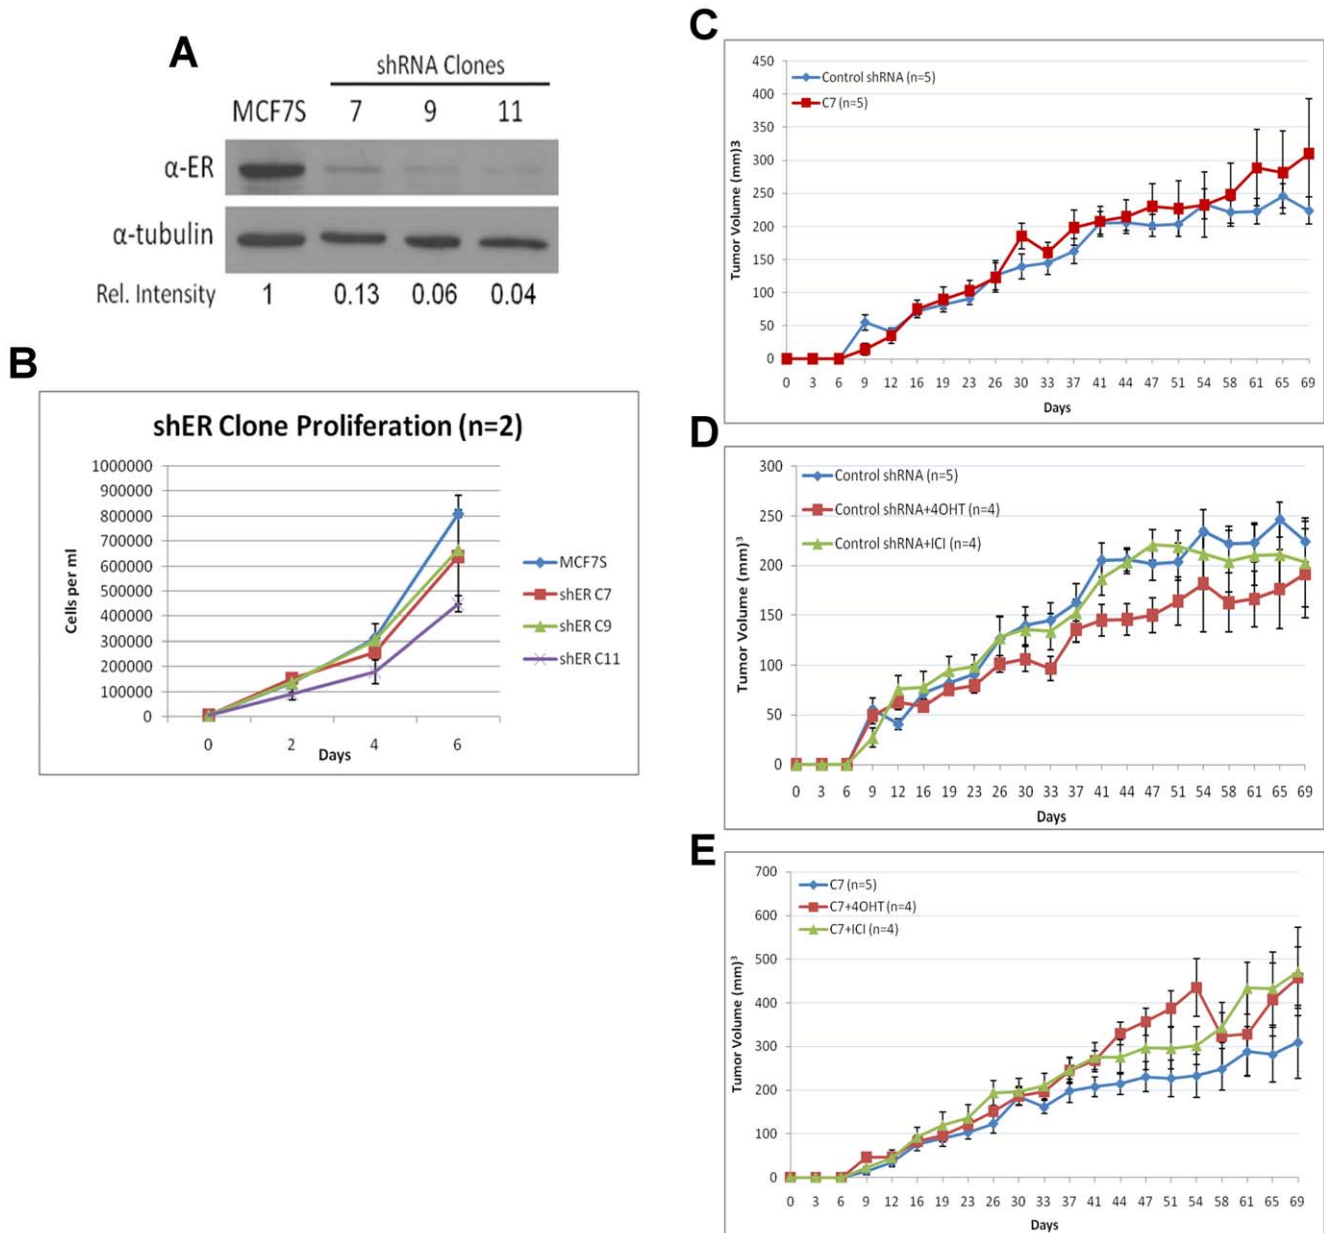 A
shRNA Clones
MCF7S 7 9 11
α-ER
α-tubulin
Rel. Intensity 1 0.13 0.06 0.04
B
shER Clone Proliferation (n=2)
1000000
900000
800000
700000
600000
500000
400000
300000
200000
100000
0
Cells per ml
0 2 4 6
Days
MCF7S
shER C7
shER C9
shER C11
C
450
400
350
300
250
200
150
100
50
0
Tumor Volume (mm)3
Control shRNA (n=5)
C7 (n=5)
0 3 6 9 12 16 19 23 26 30 33 37 41 44 47 51 54 58 61 65 69
Days
D
300
250
200
150
100
50
0
Tumor Volume (mm)³
Control shRNA (n=5)
Control shRNA+4OHT (n=4)
Control shRNA+ICI (n=4)
0 3 6 9 12 16 19 23 26 30 33 37 41 44 47 51 54 58 61 65 69
Days
E
700
600
500
400
300
200
100
0
Tumor Volume (mm)³
C7 (n=5)
C7+4OHT (n=4)
C7+ICI (n=4)
0 3 6 9 12 16 19 23 26 30 33 37 41 44 47 51 54 58 61 65 69
Days